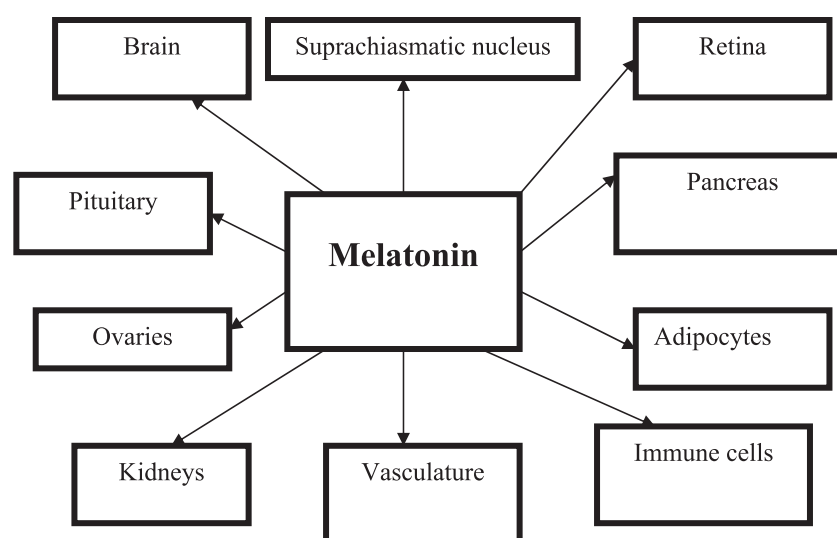 Brain
Suprachiasmatic nucleus
Retina
Pituitary
Pancreas
Melatonin
Ovaries
Adipocytes
Kidneys
Vasculature
Immune cells